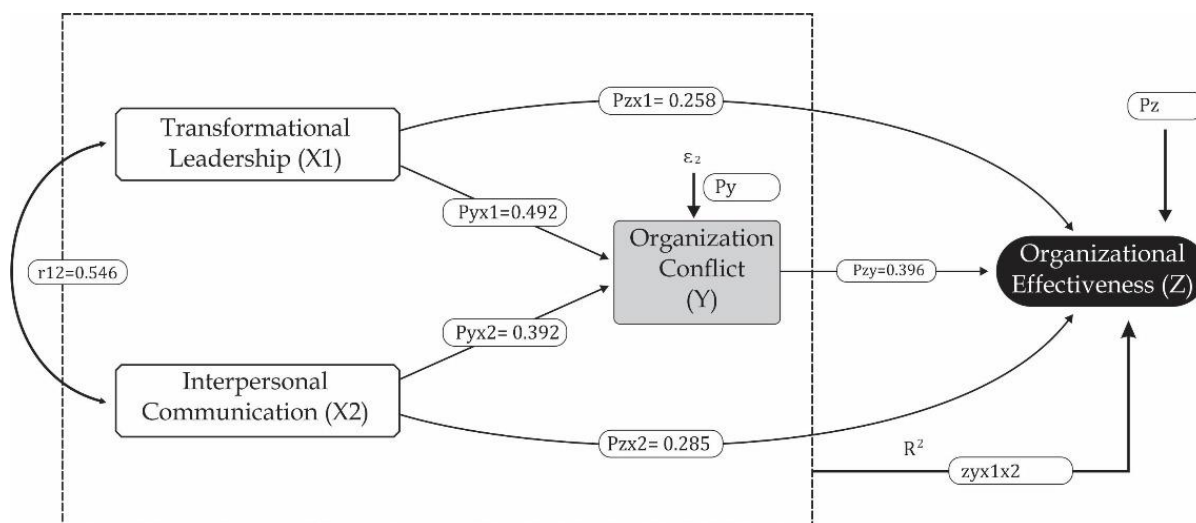 Pzx1= 0.258
Pz
Transformational
Leadership (X1)
ε₂
Py
Pyx1=0.492
Organization
Conflict
(Y)
Organizational
Effectiveness (Z)
r12=0.546
Pzy=0.396
Pyx2= 0.392
Interpersonal
Communication (X2)
Pzx2= 0.285
R²
zyx1x2